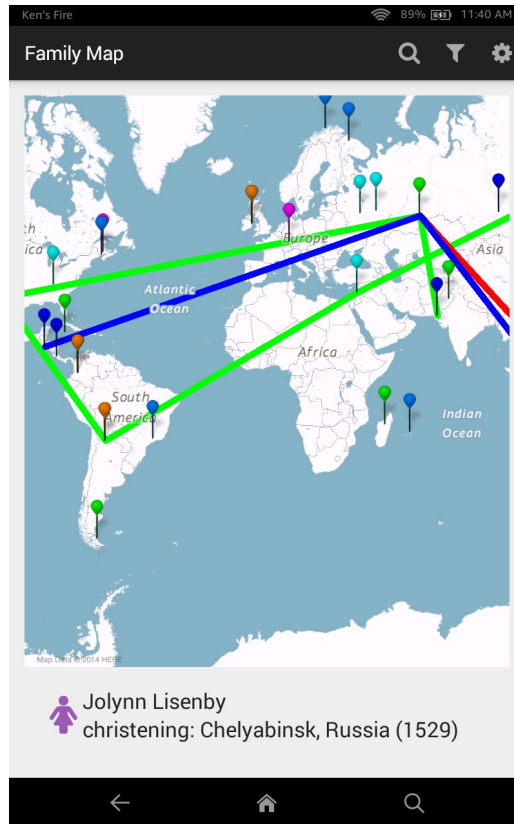 Ken's Fire 89% 11:40 AM
Family Map
Europe
Asia
Atlantic
Ocean
Africa
South
America
Indian
Ocean
Map Data © 2014 HERE
Jolynn Lisenby
christening: Chelyabinsk, Russia (1529)